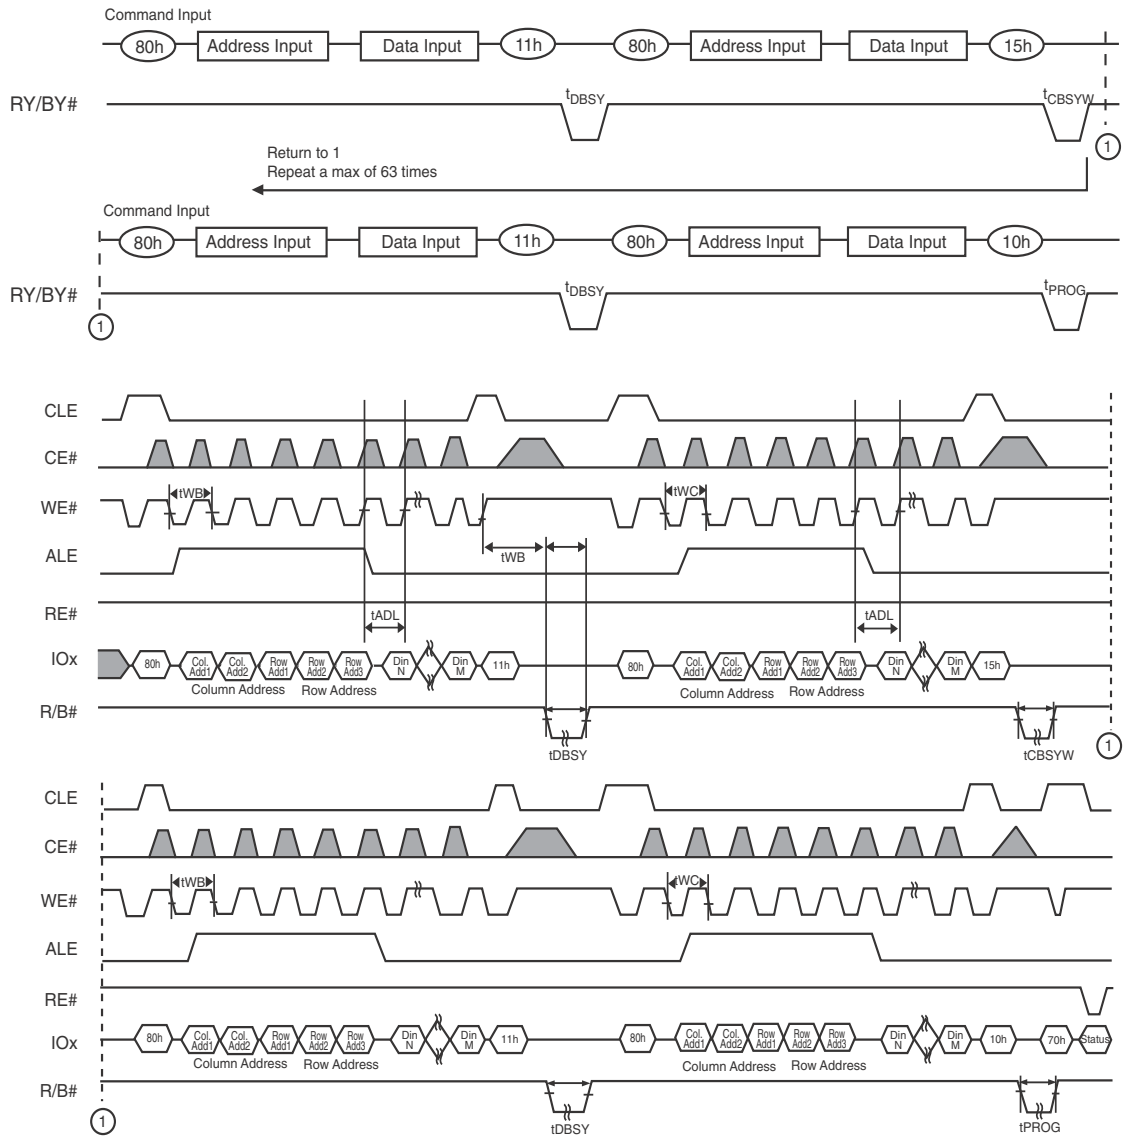 Command Input
80h Address Input Data Input 11h 80h Address Input Data Input 15h
RY/BY# tDBSY tCBSYW
1
Return to 1
Repeat a max of 63 times
Command Input
80h Address Input Data Input 11h 80h Address Input Data Input 10h
RY/BY# tDBSY tPROG
1
CLE
CE#
WE# tWB tWC
ALE tWB
RE# tADL tADL
IOx 80h Col. Add1 Col. Add2 Row Add1 Row Add2 Row Add3 Din N Din M 11h 80h Col. Add1 Col. Add2 Row Add1 Row Add2 Row Add3 Din N Din M 15h
Column Address Row Address Column Address Row Address
R/B# tDBSY tCBSYW
1
CLE
CE#
WE# tWB tWC
ALE
RE#
IOx 80h Col. Add1 Col. Add2 Row Add1 Row Add2 Row Add3 Din N Din M 11h 80h Col. Add1 Col. Add2 Row Add1 Row Add2 Row Add3 Din N Din M 10h 70h Status
Column Address Row Address Column Address Row Address
R/B# tDBSY tPROG
1